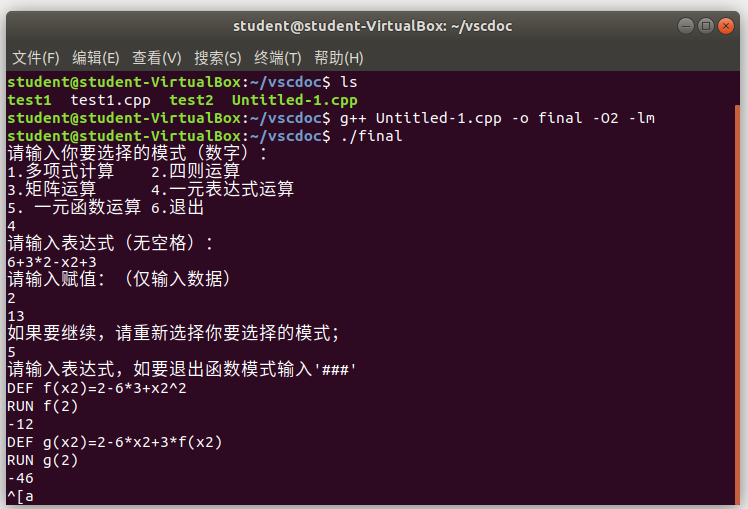 student@student-VirtualBox: ~/vscdoc
文件(F) 编辑(E) 查看(V) 搜索(S) 终端(T) 帮助(H)
student@student-VirtualBox:~/vscdoc$ ls
test1  test1.cpp  test2  Untitled-1.cpp
student@student-VirtualBox:~/vscdoc$ g++ Untitled-1.cpp -o final -O2 -lm
student@student-VirtualBox:~/vscdoc$ ./final
请输入你要选择的模式（数字）：
1.多项式计算    2.四则运算
3.矩阵运算      4.一元表达式运算
5. 一元函数运算 6.退出
4
请输入表达式（无空格）：
6+3*2-x2+3
请输入赋值：（仅输入数据）
2
13
如果要继续，请重新选择你要选择的模式；
5
请输入表达式，如要退出函数模式输入'###'
DEF f(x2)=2-6*3+x2^2
RUN f(2)
-12
DEF g(x2)=2-6*x2+3*f(x2)
RUN g(2)
-46
^[a